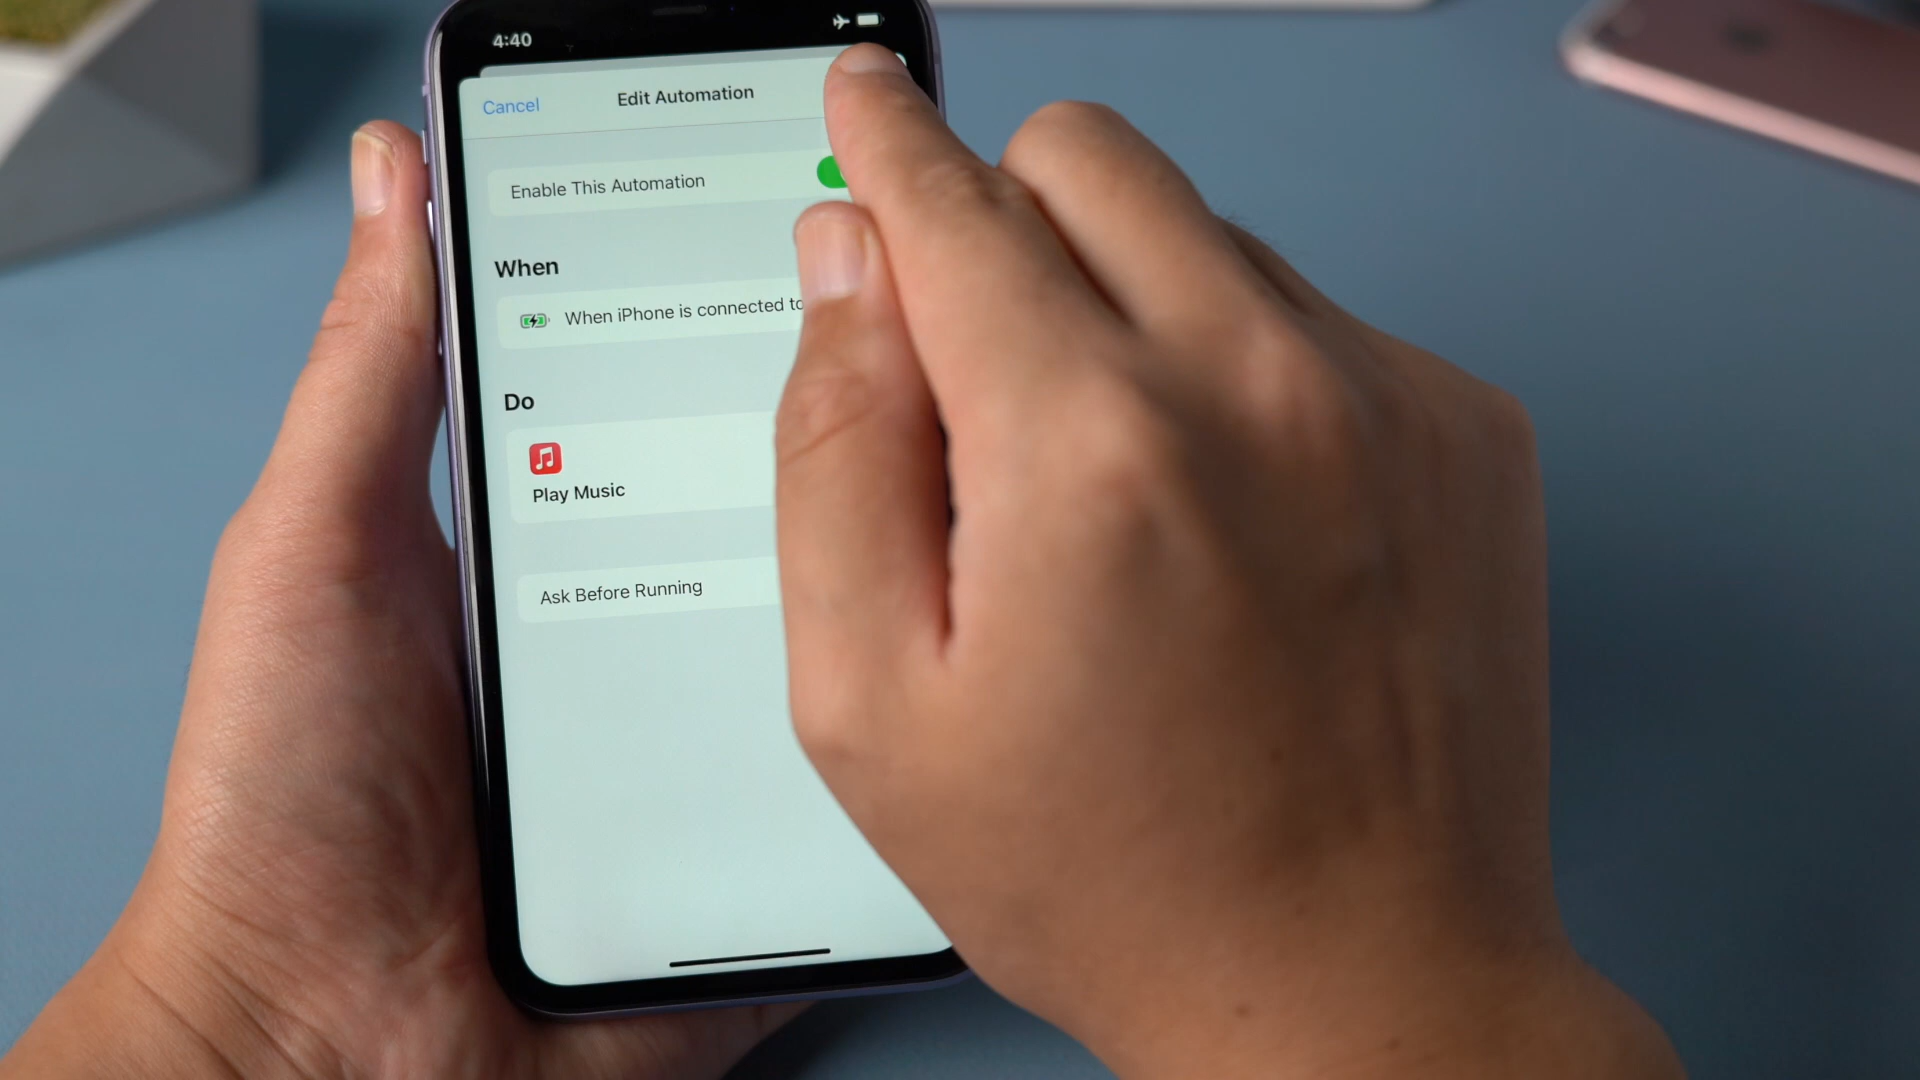 4:40
Cancel
Edit Automation
Enable This Automation
When
When iPhone is connected to
Do
Play Music
Ask Before Running